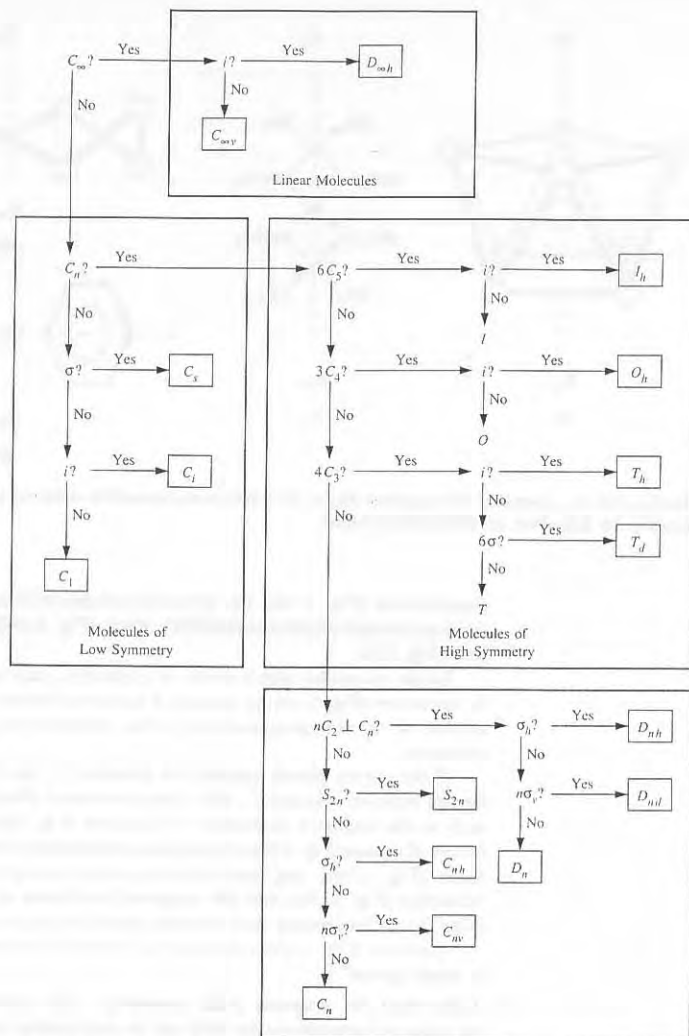 C∞? Yes i? Yes D∞h
No No
C∞v
Linear Molecules
Cn? Yes 6C5? Yes i? Yes Ih
No No No
I
σ? Yes Cs 3C4? Yes i? Yes Oh
No No No
O
i? Yes Ci 4C3? Yes i? Yes Th
No No No
6σ? Yes Td
C1 No
T
Molecules of
Low Symmetry
Molecules of
High Symmetry
nC2 ⊥ Cn? Yes σh? Yes Dnh
No No
S2n? Yes S2n nσv? Yes Dnd
No No
σh? Yes Cnh Dn
No
nσv? Yes Cnv
No
Cn